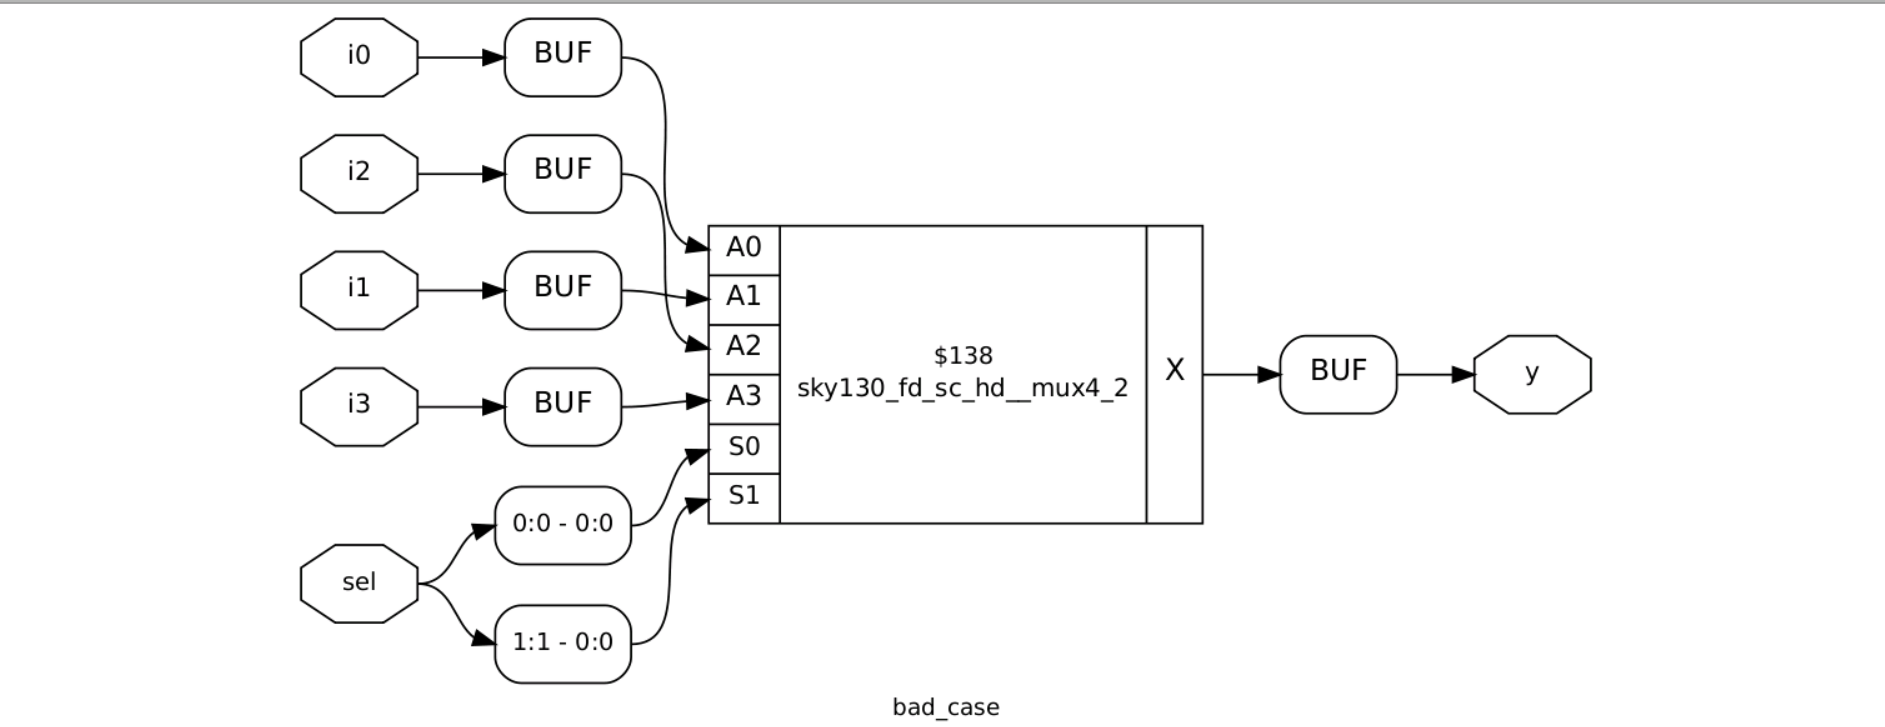 i0
BUF
i2
BUF
i1
BUF
i3
BUF
sel
0:0 - 0:0
1:1 - 0:0
A0
A1
A2
A3
S0
S1
$138
sky130_fd_sc_hd__mux4_2
X
BUF
y
bad_case